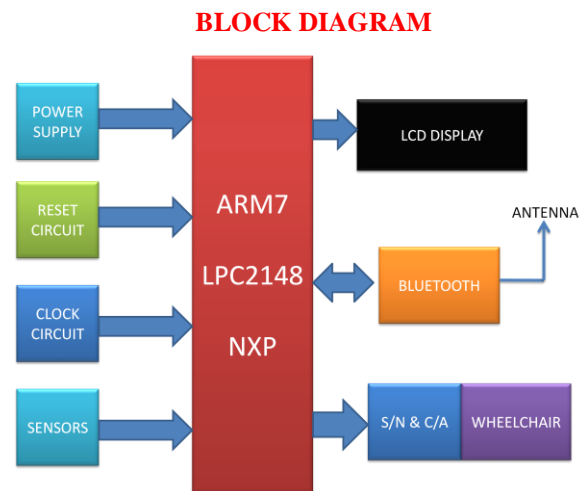 BLOCK DIAGRAM
POWER
SUPPLY
RESET
CIRCUIT
CLOCK
CIRCUIT
SENSORS
ARM7
LPC2148
NXP
LCD DISPLAY
ANTENNA
BLUETOOTH
S/N & C/A
WHEELCHAIR